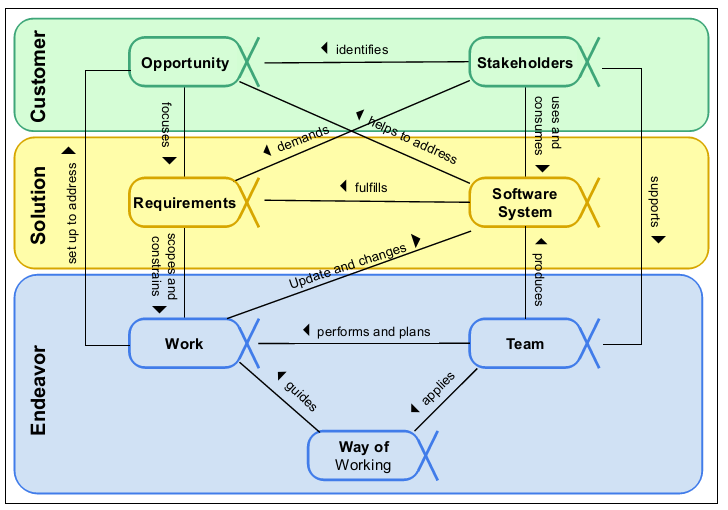 Customer
Opportunity
identifies
Stakeholders
focuses
demands
helps to address
uses and
consumes
set up to address
Solution
Requirements
fulfills
Software
System
supports
scopes and
constrains
Update and changes
produces
Endeavor
Work
performs and plans
Team
guides
applies
Way of
Working